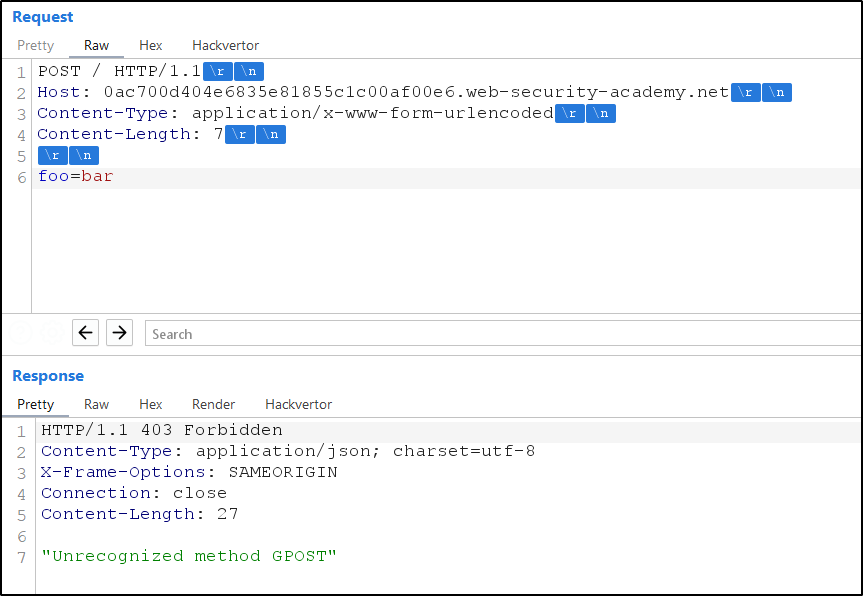 Request
Pretty Raw Hex Hackvertor
1 POST / HTTP/1.1\r \n
2 Host: 0ac700d404e6835e81855c1c00af00e6.web-security-academy.net\r \n
3 Content-Type: application/x-www-form-urlencoded\r \n
4 Content-Length: 7\r \n
5 \r \n
6 foo=bar
Search
Response
Pretty Raw Hex Render Hackvertor
1 HTTP/1.1 403 Forbidden
2 Content-Type: application/json; charset=utf-8
3 X-Frame-Options: SAMEORIGIN
4 Connection: close
5 Content-Length: 27
6
7 "Unrecognized method GPOST"